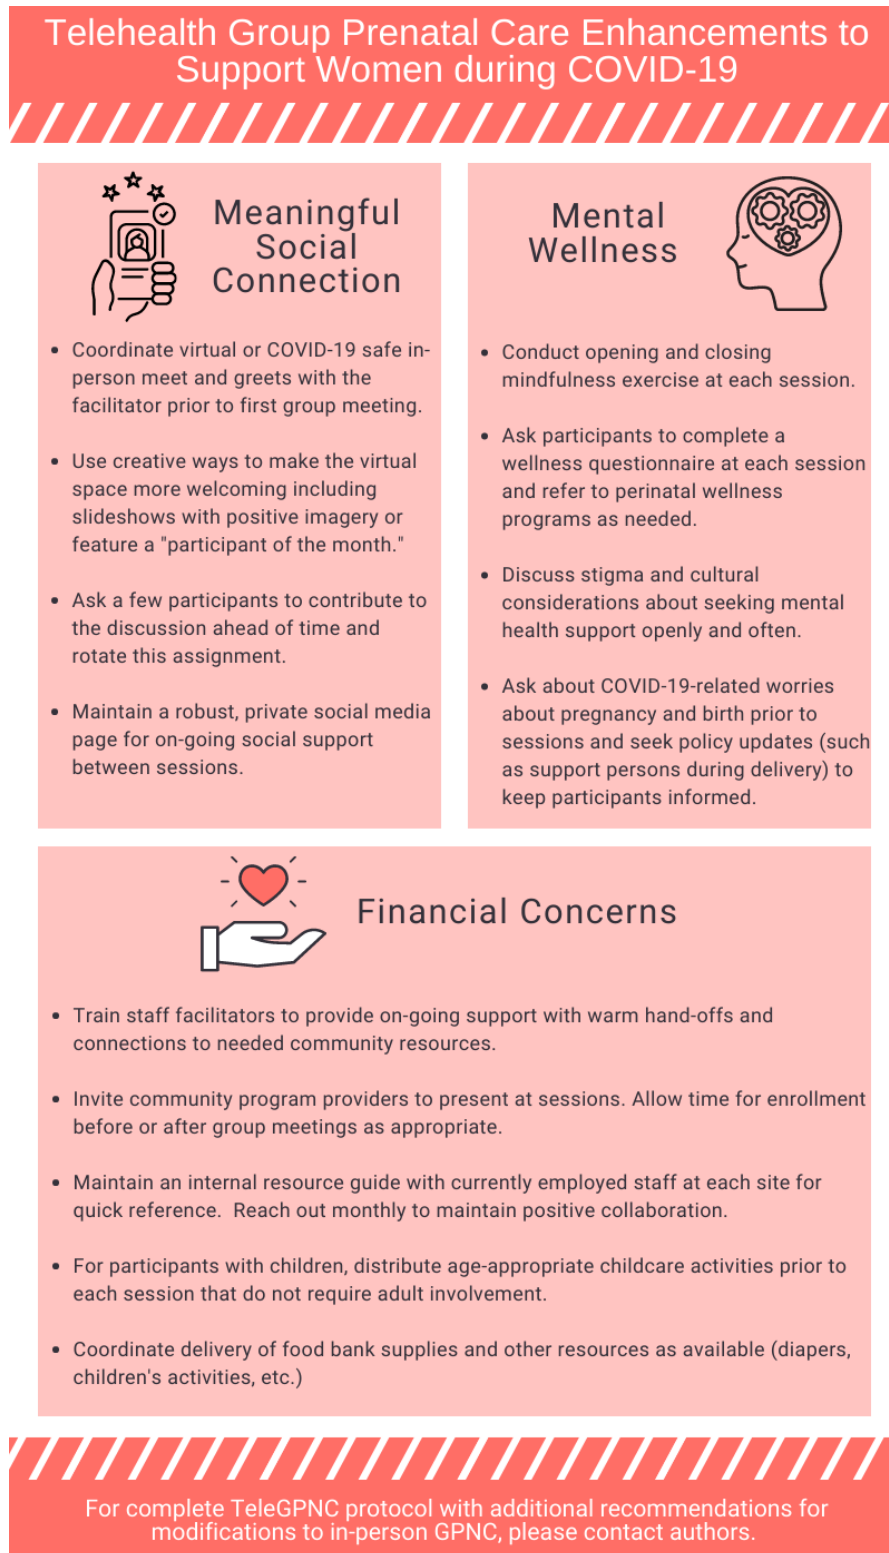 Telehealth Group Prenatal Care Enhancements to
Support Women during COVID-19
Meaningful
Social
Connection
• Coordinate virtual or COVID-19 safe in-
person meet and greets with the
facilitator prior to first group meeting.
• Use creative ways to make the virtual
space more welcoming including
slideshows with positive imagery or
feature a "participant of the month."
• Ask a few participants to contribute to
the discussion ahead of time and
rotate this assignment.
• Maintain a robust, private social media
page for on-going social support
between sessions.
Mental
Wellness
• Conduct opening and closing
mindfulness exercise at each session.
• Ask participants to complete a
wellness questionnaire at each session
and refer to perinatal wellness
programs as needed.
• Discuss stigma and cultural
considerations about seeking mental
health support openly and often.
• Ask about COVID-19-related worries
about pregnancy and birth prior to
sessions and seek policy updates (such
as support persons during delivery) to
keep participants informed.
Financial Concerns
• Train staff facilitators to provide on-going support with warm hand-offs and
connections to needed community resources.
• Invite community program providers to present at sessions. Allow time for enrollment
before or after group meetings as appropriate.
• Maintain an internal resource guide with currently employed staff at each site for
quick reference.  Reach out monthly to maintain positive collaboration.
• For participants with children, distribute age-appropriate childcare activities prior to
each session that do not require adult involvement.
• Coordinate delivery of food bank supplies and other resources as available (diapers,
children's activities, etc.)
For complete TeleGPNC protocol with additional recommendations for
modifications to in-person GPNC, please contact authors.